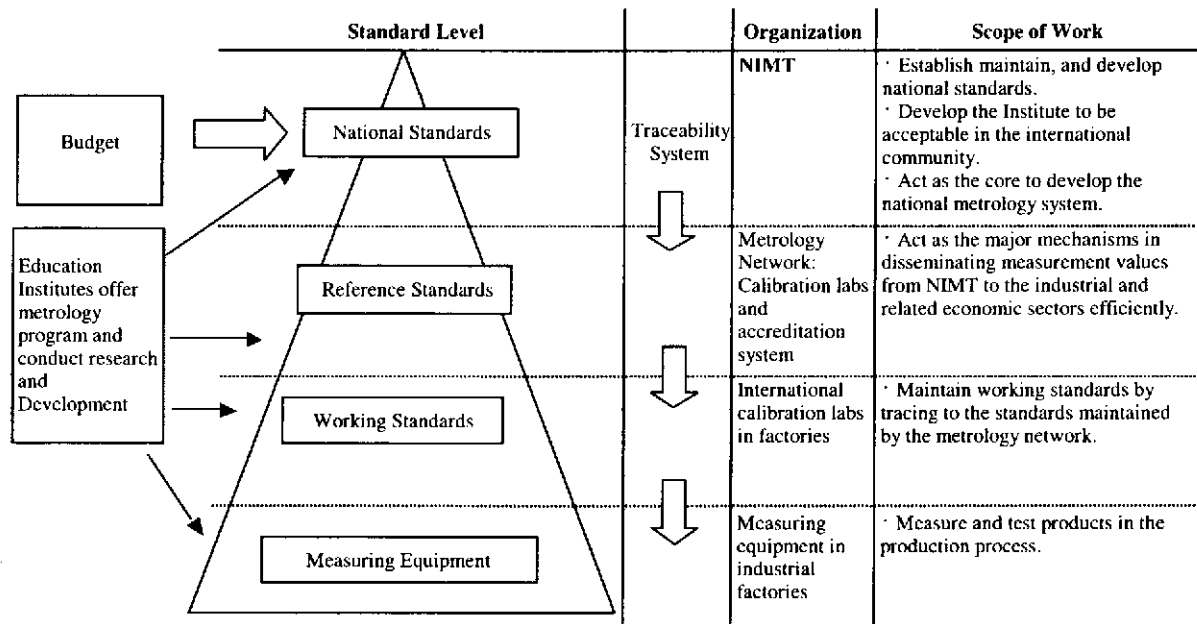 Standard Level
Organization
Scope of Work
Budget
Education
Institutes offer
metrology
program and
conduct research
and
Development
National Standards
Reference Standards
Working Standards
Measuring Equipment
Traceability
System
NIMT
· Establish maintain, and develop
national standards.
· Develop the Institute to be
acceptable in the international
community.
· Act as the core to develop the
national metrology system.
Metrology
Network:
Calibration labs
and
accreditation
system
· Act as the major mechanisms in
disseminating measurement values
from NIMT to the industrial and
related economic sectors efficiently.
International
calibration labs
in factories
· Maintain working standards by
tracing to the standards maintained
by the metrology network.
Measuring
equipment in
industrial
factories
· Measure and test products in the
production process.